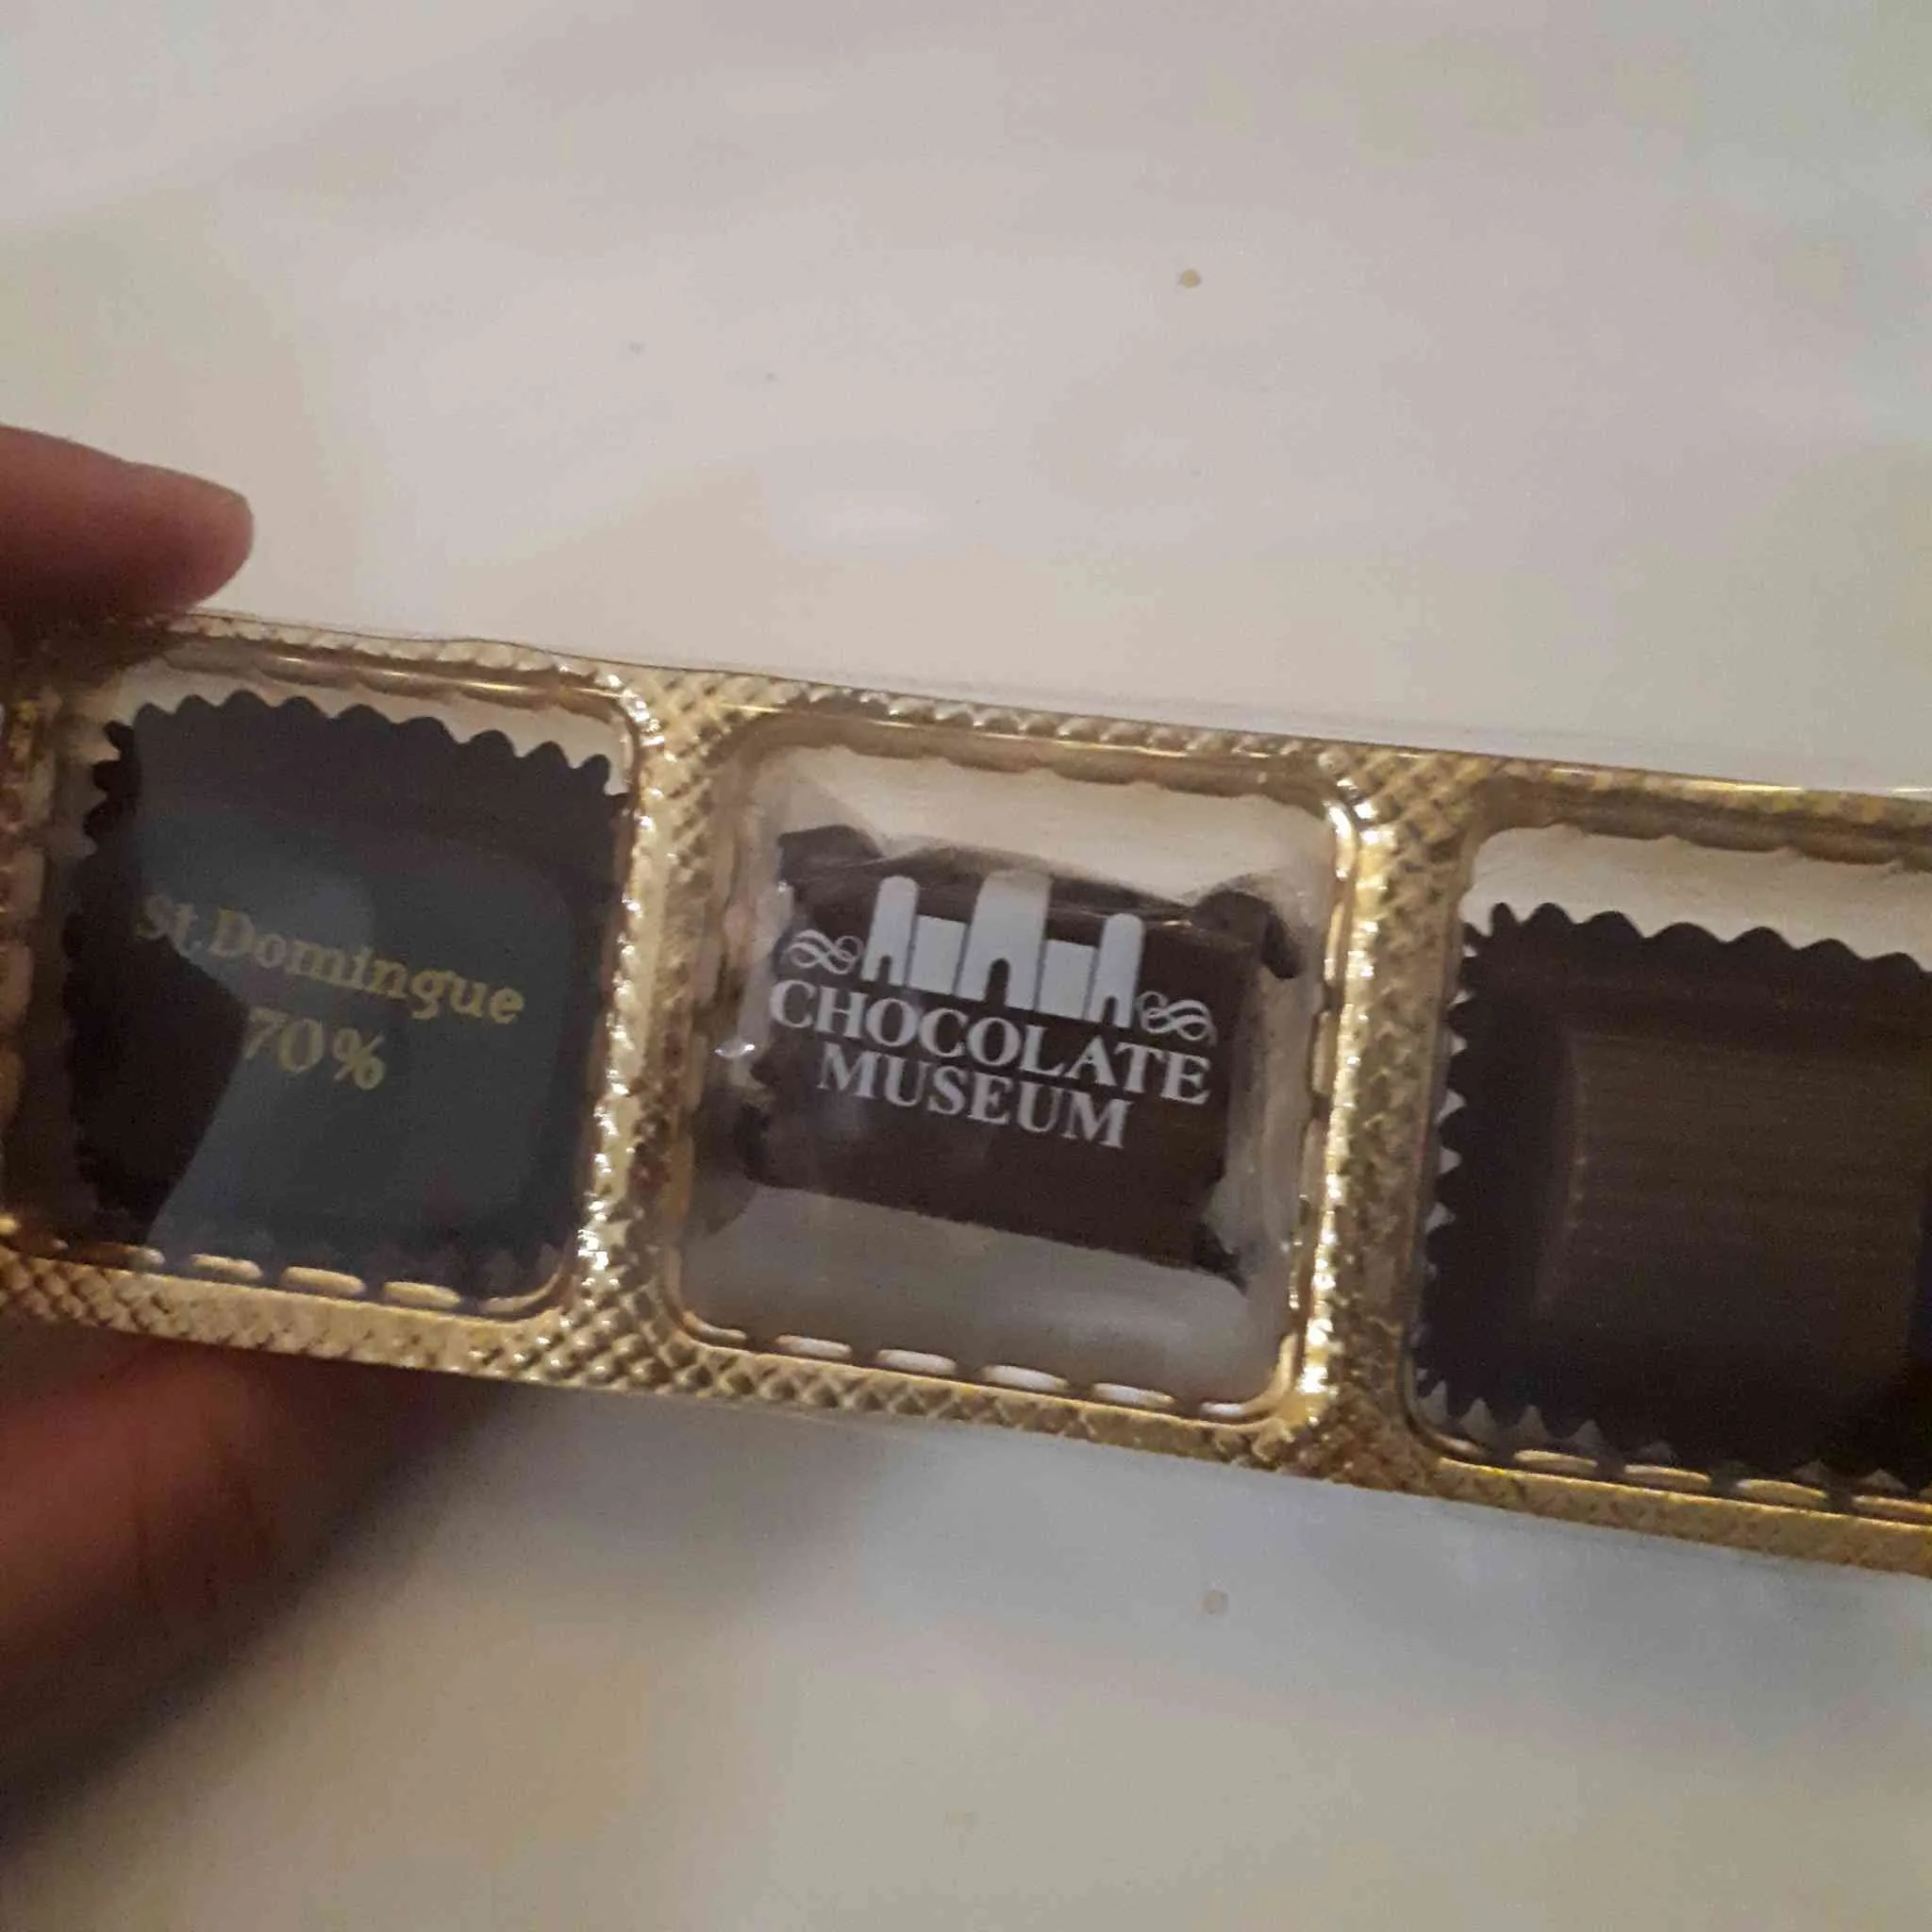 St.Domingue
70%
CHOCOLATE
MUSEUM